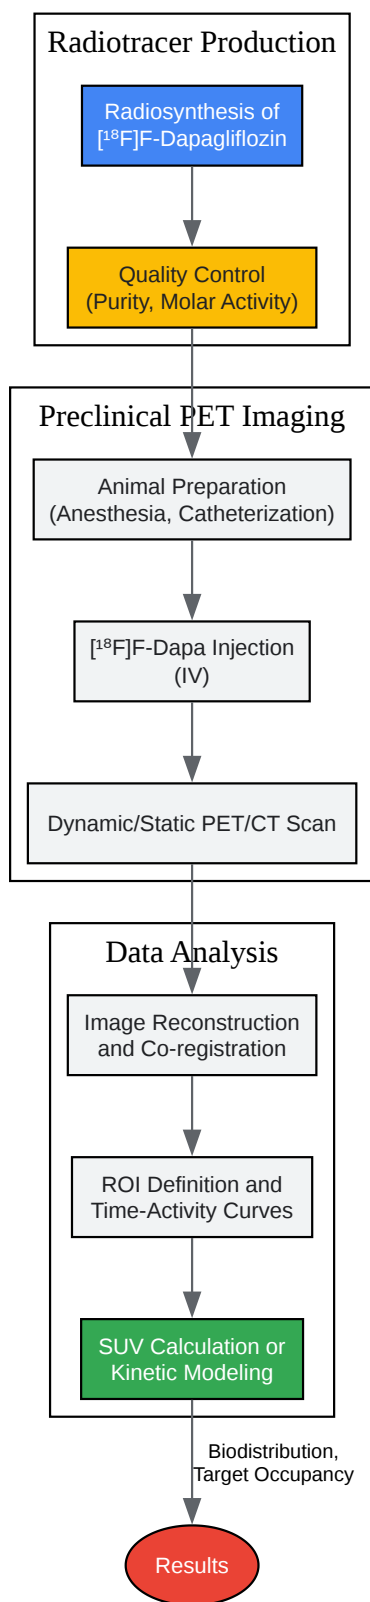 Radiotracer Production
Radiosynthesis of
[¹⁸F]F-Dapagliflozin
Quality Control
(Purity, Molar Activity)
Preclinical PET Imaging
Animal Preparation
(Anesthesia, Catheterization)
[¹⁸F]F-Dapa Injection
(IV)
Dynamic/Static PET/CT Scan
Data Analysis
Image Reconstruction
and Co-registration
ROI Definition and
Time-Activity Curves
SUV Calculation or
Kinetic Modeling
Biodistribution,
Target Occupancy
Results